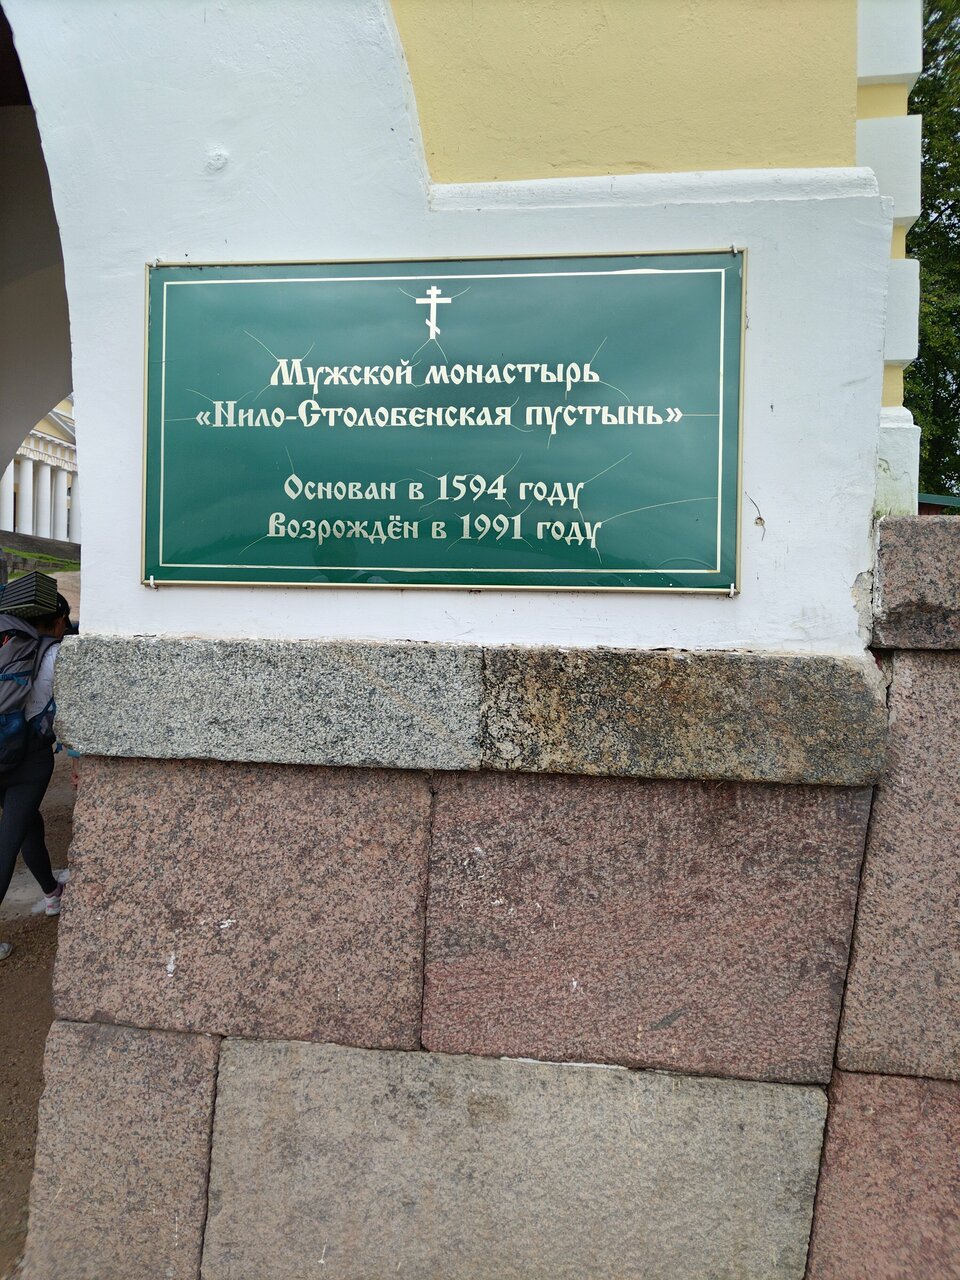 Мужской монастырь
«Нило-Столобенская пустынь»
Основан в 1594 году
Возрождён в 1991 году